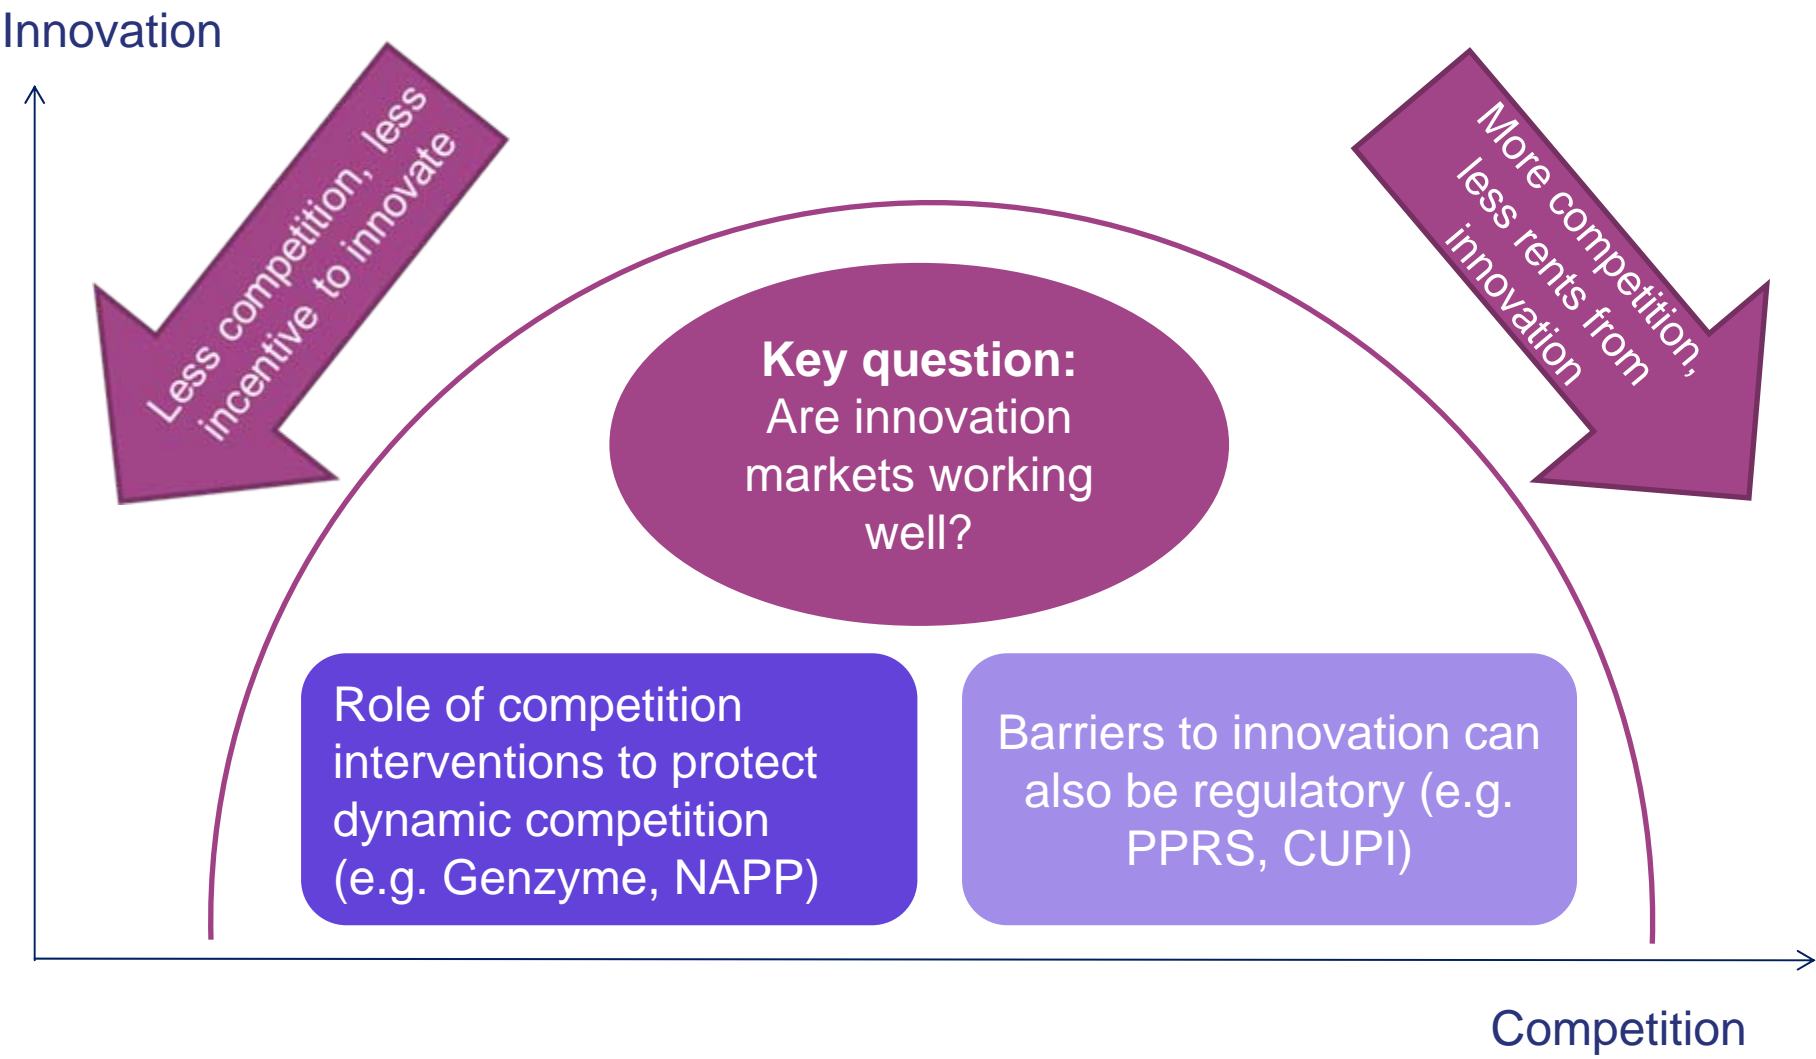 Innovation
Less competition, less
incentive to innovate
More competition,
less rents from
innovation
Key question:
Are innovation
markets working
well?
Role of competition
interventions to protect
dynamic competition
(e.g. Genzyme, NAPP)
Barriers to innovation can
also be regulatory (e.g.
PPRS, CUPI)
Competition